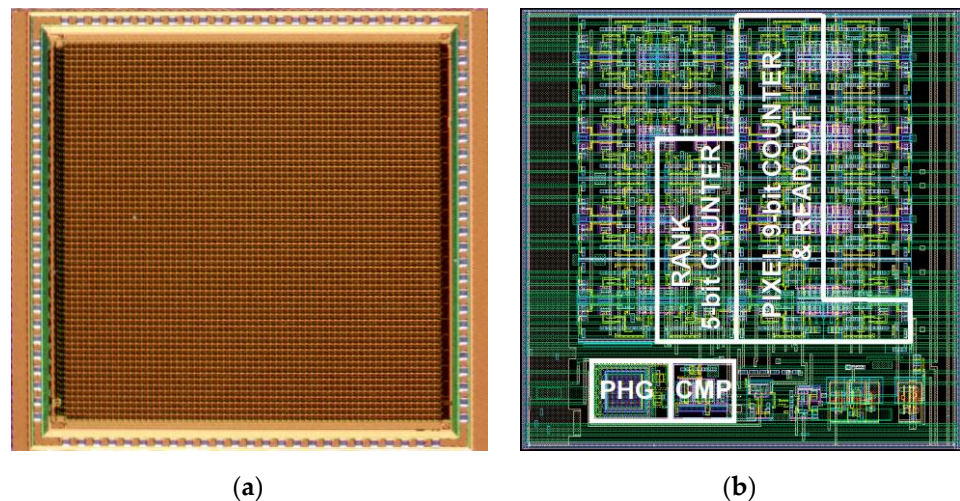 RANK
5-bit COUNTER
PIXEL 9-bit COUNTER
& READOUT
PHG
CMP
(a)
(b)